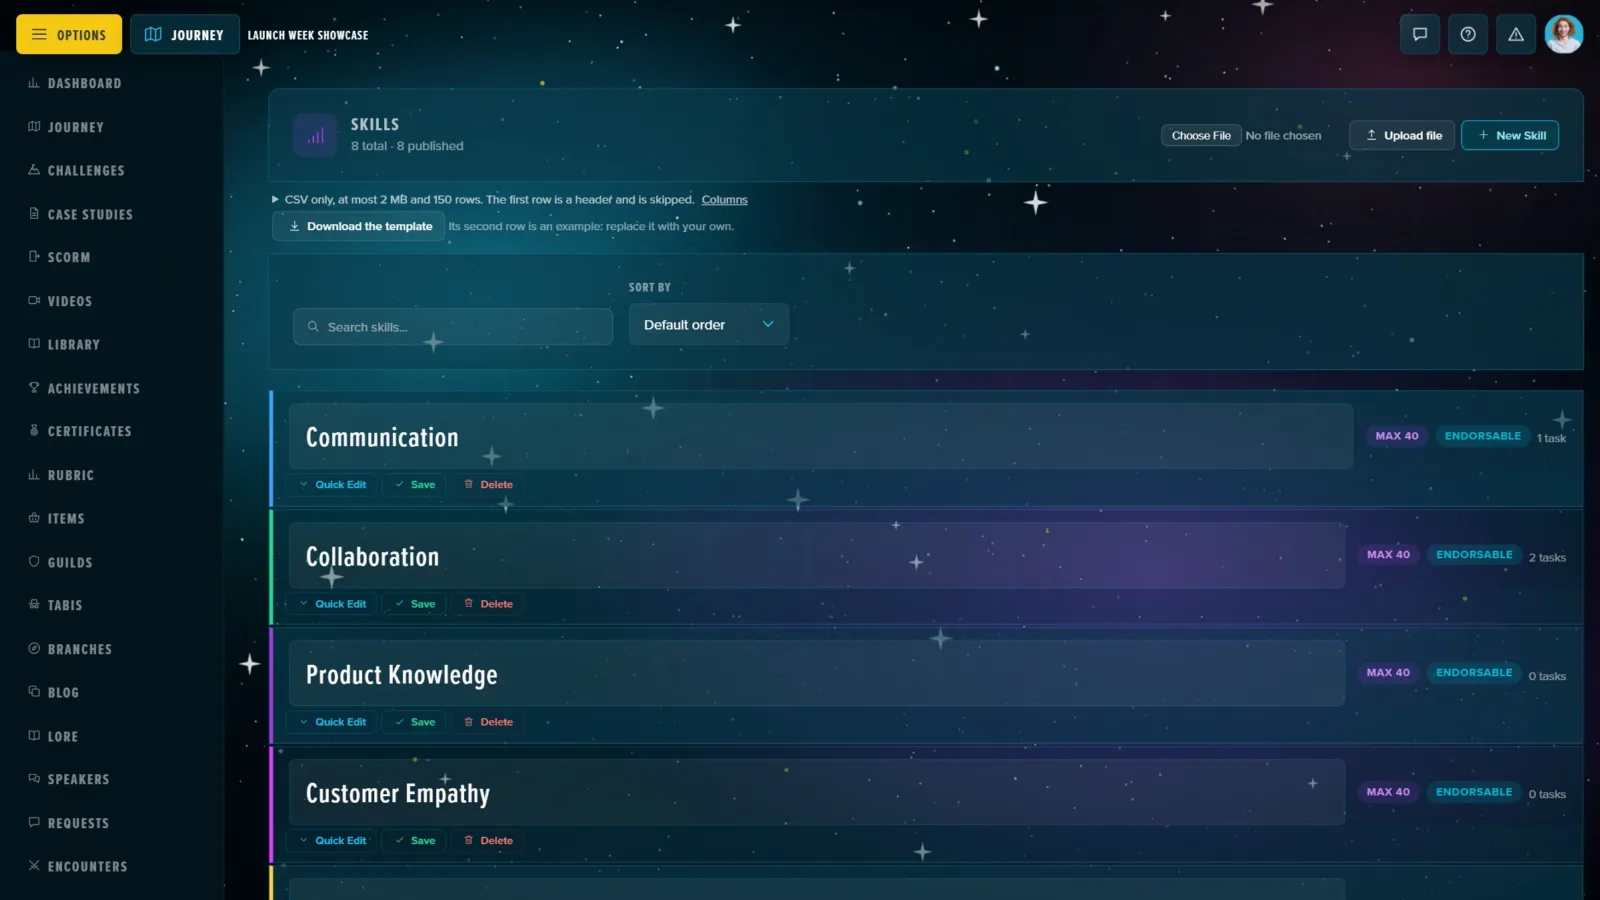 OPTIONS
JOURNEY
LAUNCH WEEK SHOWCASE
DASHBOARD
JOURNEY
CHALLENGES
CASE STUDIES
SCORM
VIDEOS
LIBRARY
ACHIEVEMENTS
CERTIFICATES
RUBRIC
ITEMS
GUILDS
TABIS
BRANCHES
BLOG
LORE
SPEAKERS
REQUESTS
ENCOUNTERS
SKILLS
8 total · 8 published
Choose File No file chosen
Upload file
New Skill
CSV only, at most 2 MB and 150 rows. The first row is a header and is skipped. Columns
Download the template Its second row is an example: replace it with your own.
SORT BY
Search skills...
Default order
Communication
MAX 40 ENDORSABLE 1 task
Quick Edit Save Delete
Collaboration
MAX 40 ENDORSABLE 2 tasks
Quick Edit Save Delete
Product Knowledge
MAX 40 ENDORSABLE 0 tasks
Quick Edit Save Delete
Customer Empathy
MAX 40 ENDORSABLE 0 tasks
Quick Edit Save Delete